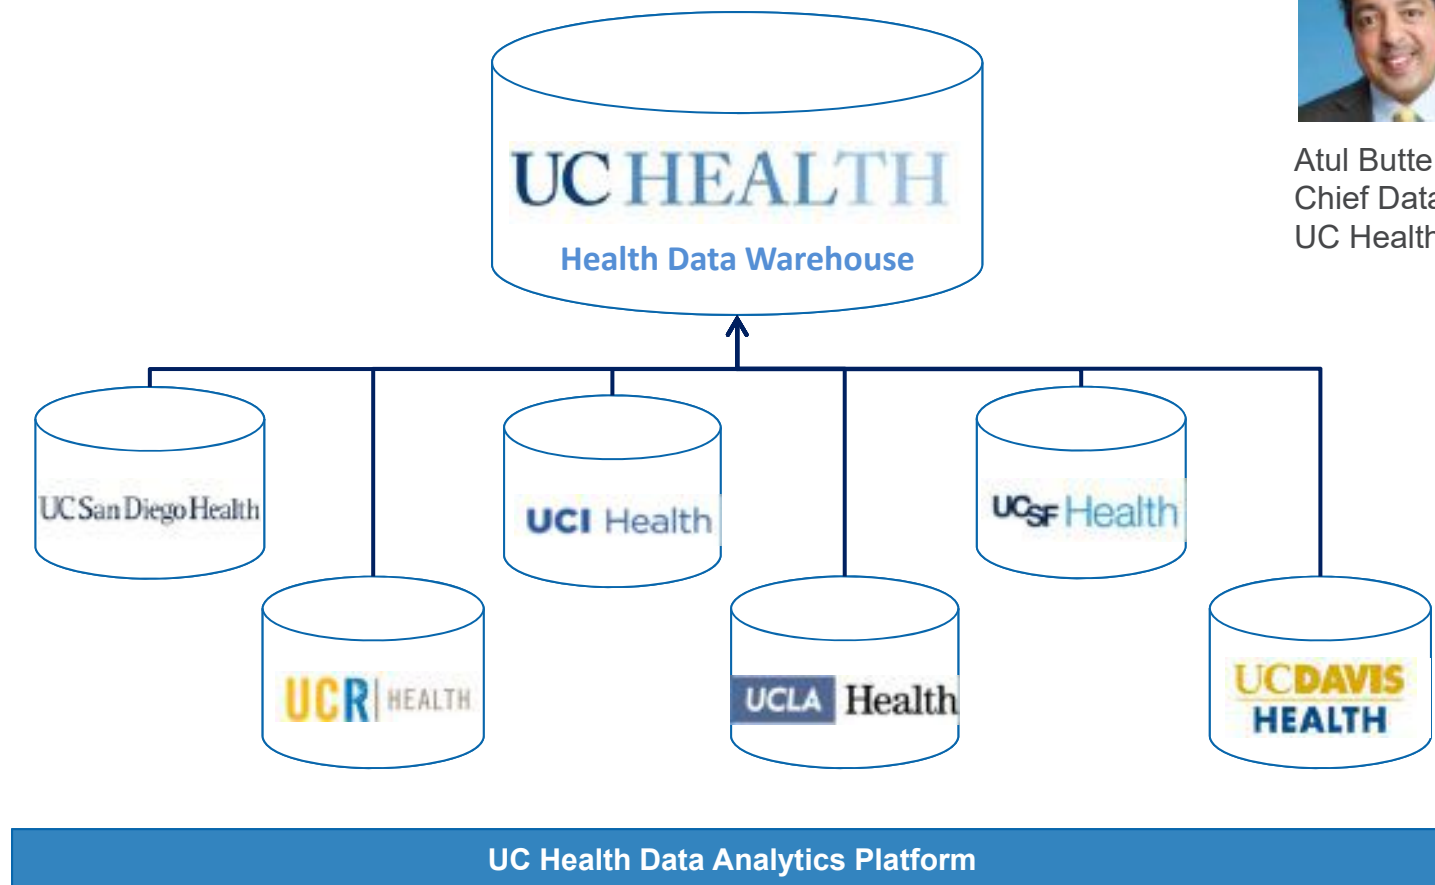 UC HEALTH
Health Data Warehouse
Atul Butte
Chief Data
UC Health
UC San Diego Health
UCI Health
UCSF Health
UCR HEALTH
UCLA Health
UCDAVIS
HEALTH
UC Health Data Analytics Platform